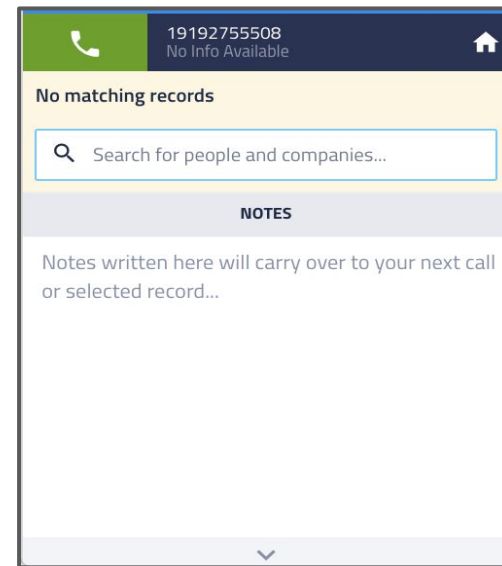 19192755508
No Info Available
No matching records
Search for people and companies...
NOTES
Notes written here will carry over to your next call
or selected record...